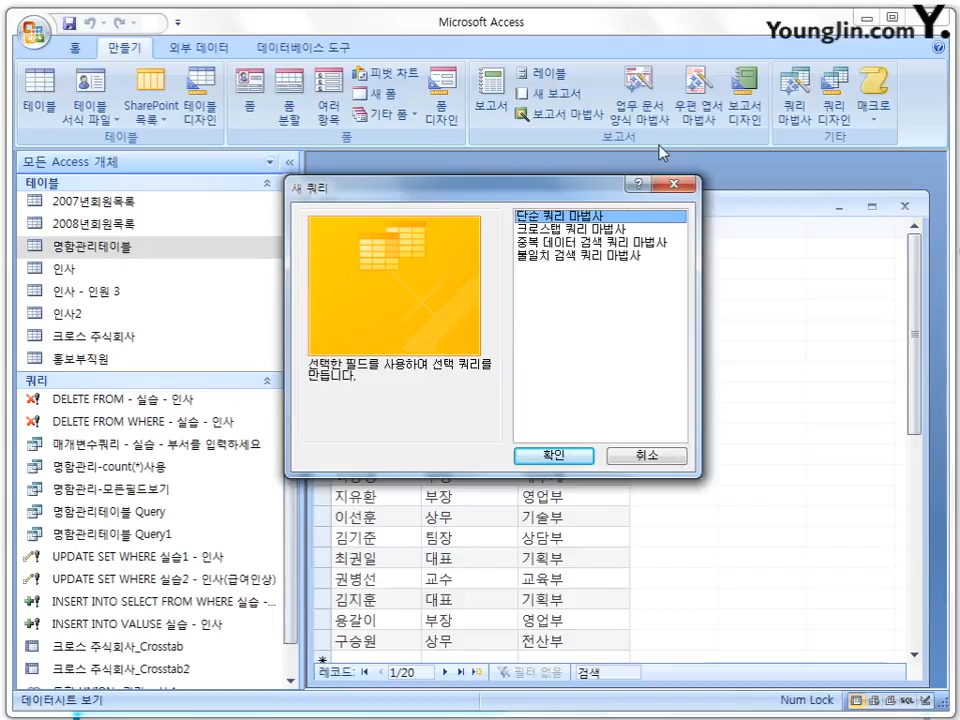 Microsoft Access
YoungJin.com Y.
홈 만들기 외부 데이터 데이터베이스 도구
테이블
테이블 서식 파일
SharePoint 목록
테이블 디자인
테이블
폼
폼 분할
여러 항목
피벗 차트
새 폼
기타 폼
폼 디자인
폼
보고서
레이블
새 보고서
보고서 마법사
업무 문서 양식 마법사
우편 엽서 마법사
보고서 디자인
보고서
쿼리 마법사
쿼리 디자인
매크로
기타
모든 Access 개체
테이블
2007년회원목록
2008년회원목록
명함관리테이블
인사
인사 - 인원 3
인사2
크로스 주식회사
홍보부직원
쿼리
DELETE FROM - 실습 - 인사
DELETE FROM WHERE - 실습 - 인사
매개변수쿼리 - 실습 - 부서를 입력하세요
명함관리-count(*)사용
명함관리-모든필드보기
명함관리테이블 Query
명함관리테이블 Query1
UPDATE SET WHERE 실습1 - 인사
UPDATE SET WHERE 실습2 - 인사(급여인상)
INSERT INTO SELECT FROM WHERE 실습 -...
INSERT INTO VALUSE 실습 - 인사
크로스 주식회사_Crosstab
크로스 주식회사_Crosstab2
새 쿼리
단순 쿼리 마법사
크로스탭 쿼리 마법사
중복 데이터 검색 쿼리 마법사
불일치 검색 쿼리 마법사
선택한 필드를 사용하여 선택 쿼리를
만듭니다.
확인 취소
지유환 부장 영업부
이선훈 상무 기술부
김기준 팀장 상담부
최권일 대표 기획부
권병선 교수 교육부
김지훈 대표 기획부
용갈이 부장 영업부
구승원 상무 전산부
레코드: 1/20 필터 없음 검색
데이터시트 보기 Num Lock SQL